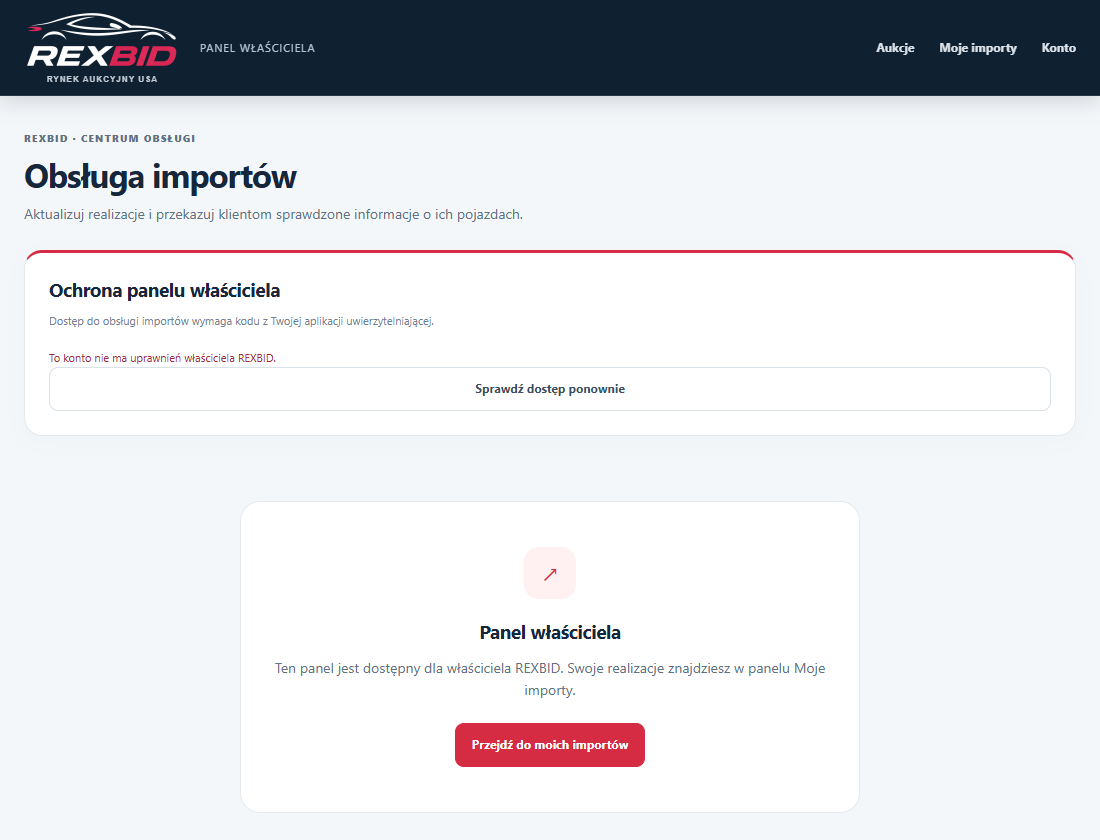 REXBID
RYNEK AUKCYJNY USA
PANEL WŁAŚCICIELA
Aukcje
Moje importy
Konto
REXBID · CENTRUM OBSŁUGI
Obsługa importów
Aktualizuj realizacje i przekazuj klientom sprawdzone informacje o ich pojazdach.
Ochrona panelu właściciela
Dostęp do obsługi importów wymaga kodu z Twojej aplikacji uwierzytelniającej.
To konto nie ma uprawnień właściciela REXBID.
Sprawdź dostęp ponownie
Panel właściciela
Ten panel jest dostępny dla właściciela REXBID. Swoje realizacje znajdziesz w panelu Moje
importy.
Przejdź do moich importów